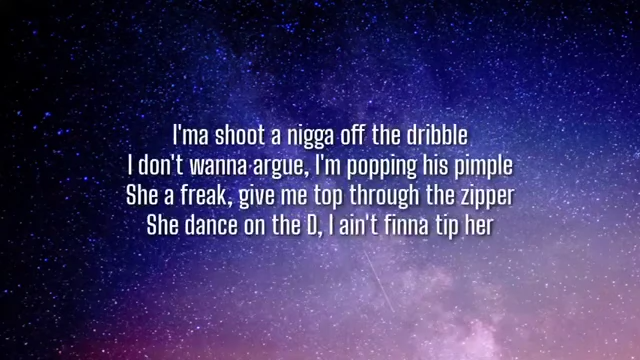 I'ma shoot a nigga off the dribble
I don't wanna argue, I'm popping his pimple
She a freak, give me top through the zipper
She dance on the D, I ain't finna tip her